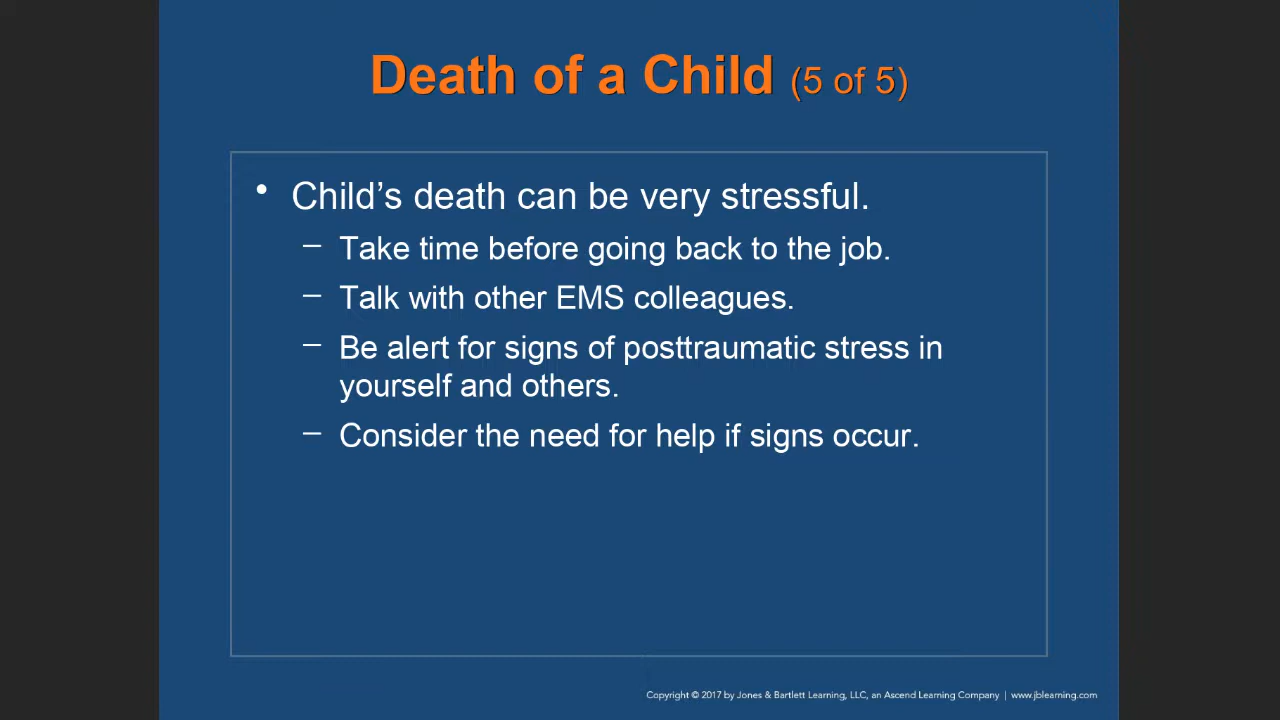 Death of a Child (5 of 5)
• Child’s death can be very stressful.
– Take time before going back to the job.
– Talk with other EMS colleagues.
– Be alert for signs of posttraumatic stress in
yourself and others.
– Consider the need for help if signs occur.
Copyright © 2017 by Jones & Bartlett Learning, LLC, an Ascend Learning Company | www.jblearning.com